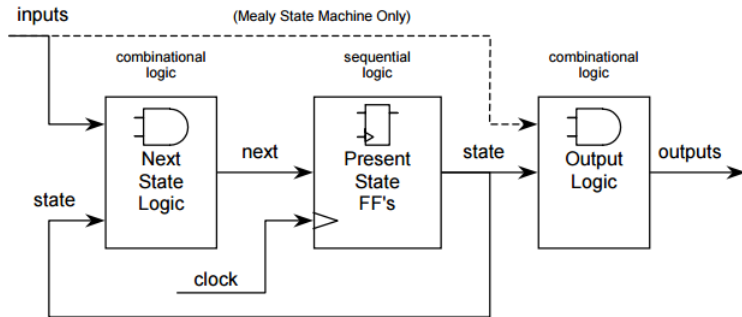 inputs
(Mealy State Machine Only)
combinational
logic
sequential
logic
combinational
logic
Next
State
Logic
next
Present
State
FF's
state
Output
Logic
outputs
state
clock